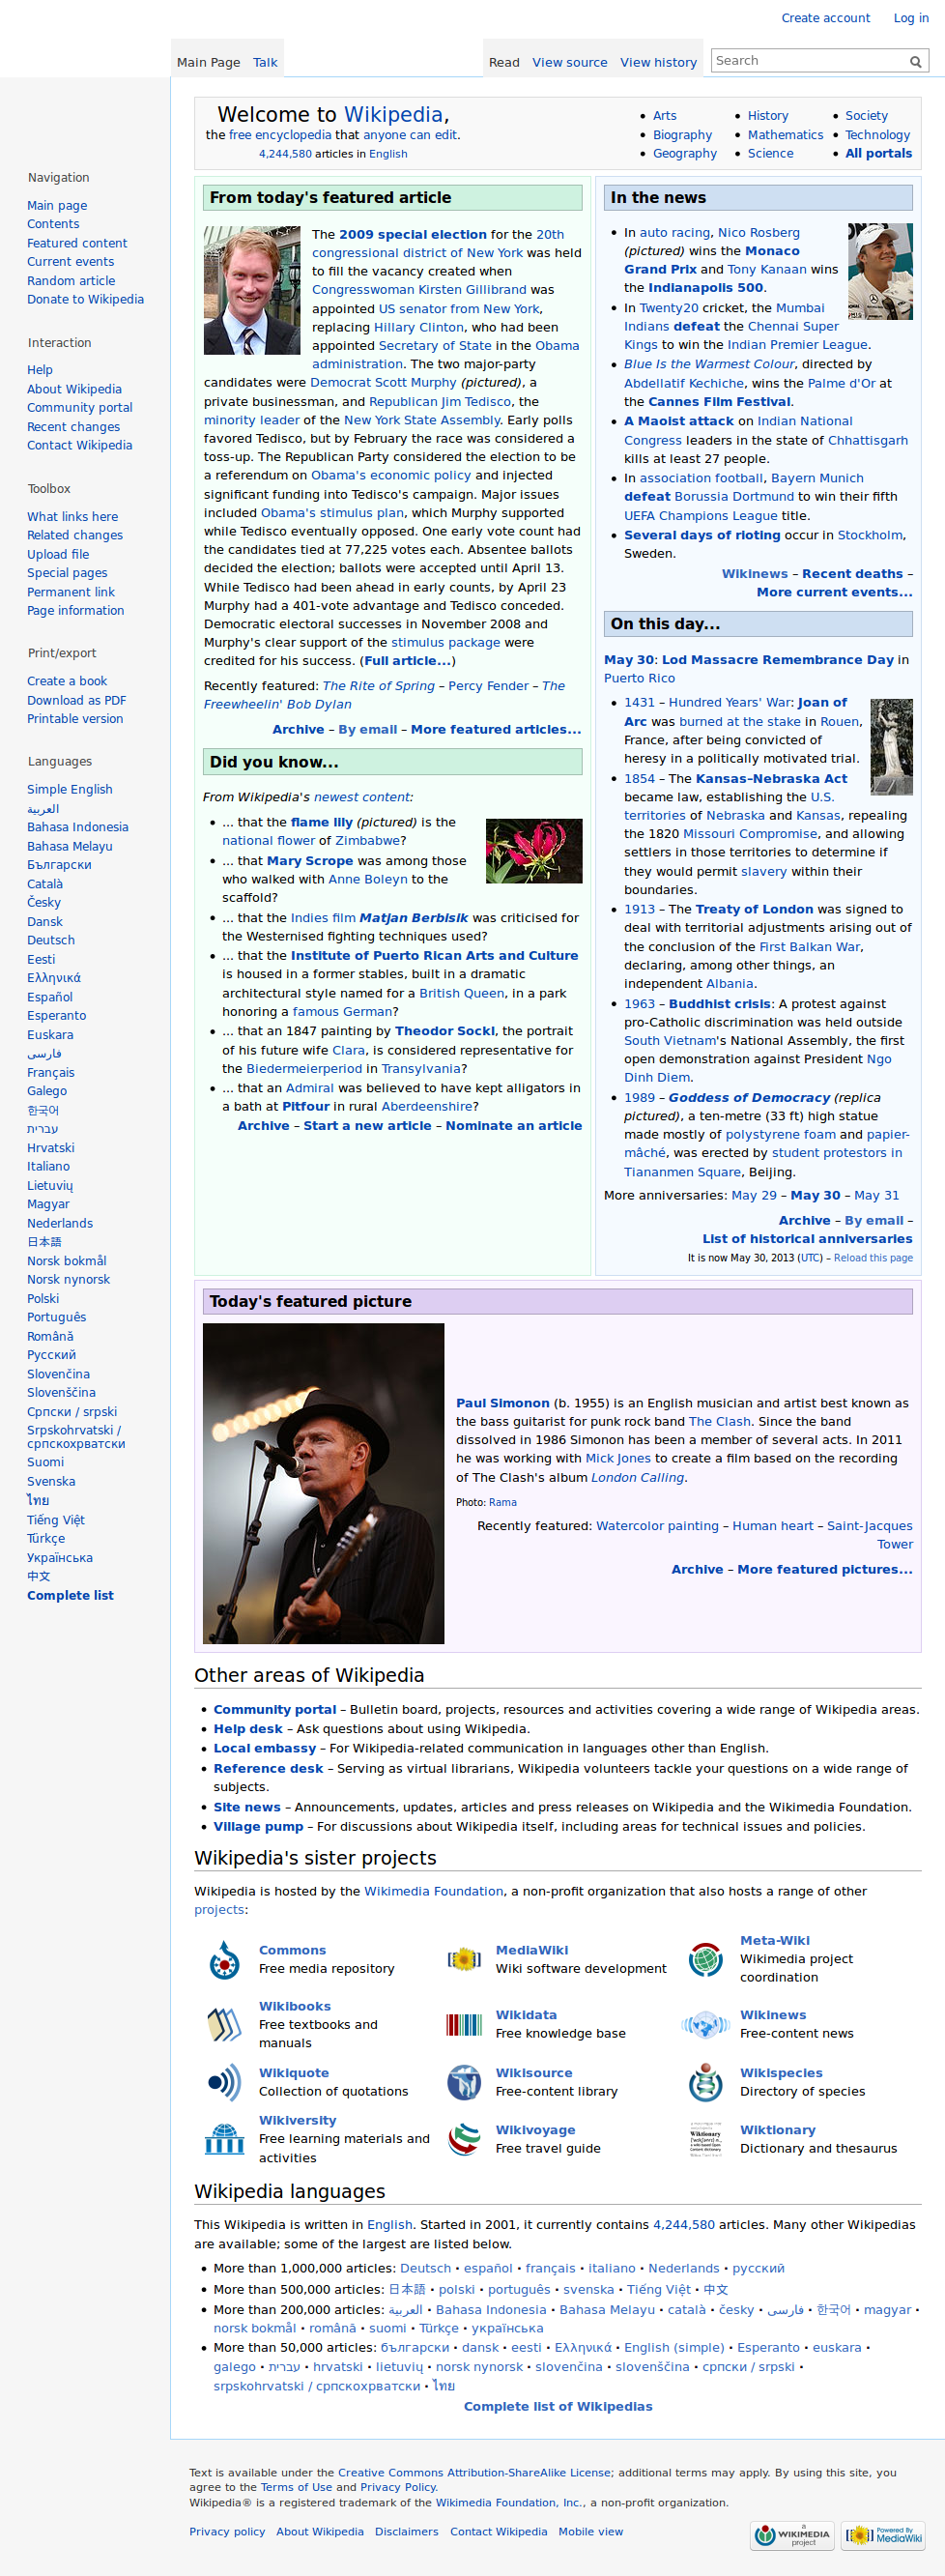 Create account Log in
Main Page Talk Read View source View history Search
Welcome to Wikipedia,
the free encyclopedia that anyone can edit.
4,244,580 articles in English
Arts
Biography
Geography
History
Mathematics
Science
Society
Technology
All portals
Navigation
Main page
Contents
Featured content
Current events
Random article
Donate to Wikipedia
Interaction
Help
About Wikipedia
Community portal
Recent changes
Contact Wikipedia
Toolbox
What links here
Related changes
Upload file
Special pages
Permanent link
Page information
Print/export
Create a book
Download as PDF
Printable version
Languages
Simple English
العربية
Bahasa Indonesia
Bahasa Melayu
Български
Català
Česky
Dansk
Deutsch
Eesti
Ελληνικά
Español
Esperanto
Euskara
فارسی
Français
Galego
한국어
עברית
Hrvatski
Italiano
Lietuvių
Magyar
Nederlands
日本語
Norsk bokmål
Norsk nynorsk
Polski
Português
Română
Русский
Slovenčina
Slovenščina
Српски / srpski
Srpskohrvatski /
српскохрватски
Suomi
Svenska
ไทย
Tiếng Việt
Türkçe
Українська
中文
Complete list
From today's featured article
The 2009 special election for the 20th
congressional district of New York was held
to fill the vacancy created when
Congresswoman Kirsten Gillibrand was
appointed US senator from New York,
replacing Hillary Clinton, who had been
appointed Secretary of State in the Obama
administration. The two major-party
candidates were Democrat Scott Murphy (pictured), a
private businessman, and Republican Jim Tedisco, the
minority leader of the New York State Assembly. Early polls
favored Tedisco, but by February the race was considered a
toss-up. The Republican Party considered the election to be
a referendum on Obama's economic policy and injected
significant funding into Tedisco's campaign. Major issues
included Obama's stimulus plan, which Murphy supported
while Tedisco eventually opposed. One early vote count had
the candidates tied at 77,225 votes each. Absentee ballots
decided the election; ballots were accepted until April 13.
While Tedisco had been ahead in early counts, by April 23
Murphy had a 401-vote advantage and Tedisco conceded.
Democratic electoral successes in November 2008 and
Murphy's clear support of the stimulus package were
credited for his success. (Full article...)
Recently featured: The Rite of Spring – Percy Fender – The
Freewheelin' Bob Dylan
Archive – By email – More featured articles...
Did you know...
From Wikipedia's newest content:
... that the flame lily (pictured) is the
national flower of Zimbabwe?
... that Mary Scrope was among those
who walked with Anne Boleyn to the
scaffold?
... that the Indies film Matjan Berbisik was criticised for
the Westernised fighting techniques used?
... that the Institute of Puerto Rican Arts and Culture
is housed in a former stables, built in a dramatic
architectural style named for a British Queen, in a park
honoring a famous German?
... that an 1847 painting by Theodor Sockl, the portrait
of his future wife Clara, is considered representative for
the Biedermeierperiod in Transylvania?
... that an Admiral was believed to have kept alligators in
a bath at Pitfour in rural Aberdeenshire?
Archive – Start a new article – Nominate an article
In the news
In auto racing, Nico Rosberg
(pictured) wins the Monaco
Grand Prix and Tony Kanaan wins
the Indianapolis 500.
In Twenty20 cricket, the Mumbai
Indians defeat the Chennai Super
Kings to win the Indian Premier League.
Blue Is the Warmest Colour, directed by
Abdellatif Kechiche, wins the Palme d'Or at
the Cannes Film Festival.
A Maoist attack on Indian National
Congress leaders in the state of Chhattisgarh
kills at least 27 people.
In association football, Bayern Munich
defeat Borussia Dortmund to win their fifth
UEFA Champions League title.
Several days of rioting occur in Stockholm,
Sweden.
Wikinews – Recent deaths –
More current events...
On this day...
May 30: Lod Massacre Remembrance Day in
Puerto Rico
1431 – Hundred Years' War: Joan of
Arc was burned at the stake in Rouen,
France, after being convicted of
heresy in a politically motivated trial.
1854 – The Kansas–Nebraska Act
became law, establishing the U.S.
territories of Nebraska and Kansas, repealing
the 1820 Missouri Compromise, and allowing
settlers in those territories to determine if
they would permit slavery within their
boundaries.
1913 – The Treaty of London was signed to
deal with territorial adjustments arising out of
the conclusion of the First Balkan War,
declaring, among other things, an
independent Albania.
1963 – Buddhist crisis: A protest against
pro-Catholic discrimination was held outside
South Vietnam's National Assembly, the first
open demonstration against President Ngo
Dinh Diem.
1989 – Goddess of Democracy (replica
pictured), a ten-metre (33 ft) high statue
made mostly of polystyrene foam and papier-
mâché, was erected by student protestors in
Tiananmen Square, Beijing.
More anniversaries: May 29 – May 30 – May 31
Archive – By email –
List of historical anniversaries
It is now May 30, 2013 (UTC) – Reload this page
Today's featured picture
Paul Simonon (b. 1955) is an English musician and artist best known as
the bass guitarist for punk rock band The Clash. Since the band
dissolved in 1986 Simonon has been a member of several acts. In 2011
he was working with Mick Jones to create a film based on the recording
of The Clash's album London Calling.
Photo: Rama
Recently featured: Watercolor painting – Human heart – Saint-Jacques
Tower
Archive – More featured pictures...
Other areas of Wikipedia
Community portal – Bulletin board, projects, resources and activities covering a wide range of Wikipedia areas.
Help desk – Ask questions about using Wikipedia.
Local embassy – For Wikipedia-related communication in languages other than English.
Reference desk – Serving as virtual librarians, Wikipedia volunteers tackle your questions on a wide range of
subjects.
Site news – Announcements, updates, articles and press releases on Wikipedia and the Wikimedia Foundation.
Village pump – For discussions about Wikipedia itself, including areas for technical issues and policies.
Wikipedia's sister projects
Wikipedia is hosted by the Wikimedia Foundation, a non-profit organization that also hosts a range of other
projects:
Commons
Free media repository
MediaWiki
Wiki software development
Meta-Wiki
Wikimedia project
coordination
Wikibooks
Free textbooks and
manuals
Wikidata
Free knowledge base
Wikinews
Free-content news
Wikiquote
Collection of quotations
Wikisource
Free-content library
Wikispecies
Directory of species
Wikiversity
Free learning materials and
activities
Wikivoyage
Free travel guide
Wiktionary
Wiktionary
Dictionary and thesaurus
Wikipedia languages
This Wikipedia is written in English. Started in 2001, it currently contains 4,244,580 articles. Many other Wikipedias
are available; some of the largest are listed below.
More than 1,000,000 articles: Deutsch · español · français · italiano · Nederlands · русский
More than 500,000 articles: 日本語 · polski · português · svenska · Tiếng Việt · 中文
More than 200,000 articles: العربية · Bahasa Indonesia · Bahasa Melayu · català · česky · فارسی · 한국어 · magyar ·
norsk bokmål · română · suomi · Türkçe · українська
More than 50,000 articles: български · dansk · eesti · Ελληνικά · English (simple) · Esperanto · euskara ·
galego · עברית · hrvatski · lietuvių · norsk nynorsk · slovenčina · slovenščina · српски / srpski ·
srpskohrvatski / српскохрватски · ไทย
Complete list of Wikipedias
Text is available under the Creative Commons Attribution-ShareAlike License; additional terms may apply. By using this site, you
agree to the Terms of Use and Privacy Policy.
Wikipedia® is a registered trademark of the Wikimedia Foundation, Inc., a non-profit organization.
Privacy policy About Wikipedia Disclaimers Contact Wikipedia Mobile view
a
WIKIMEDIA
project
Powered By
MediaWiki